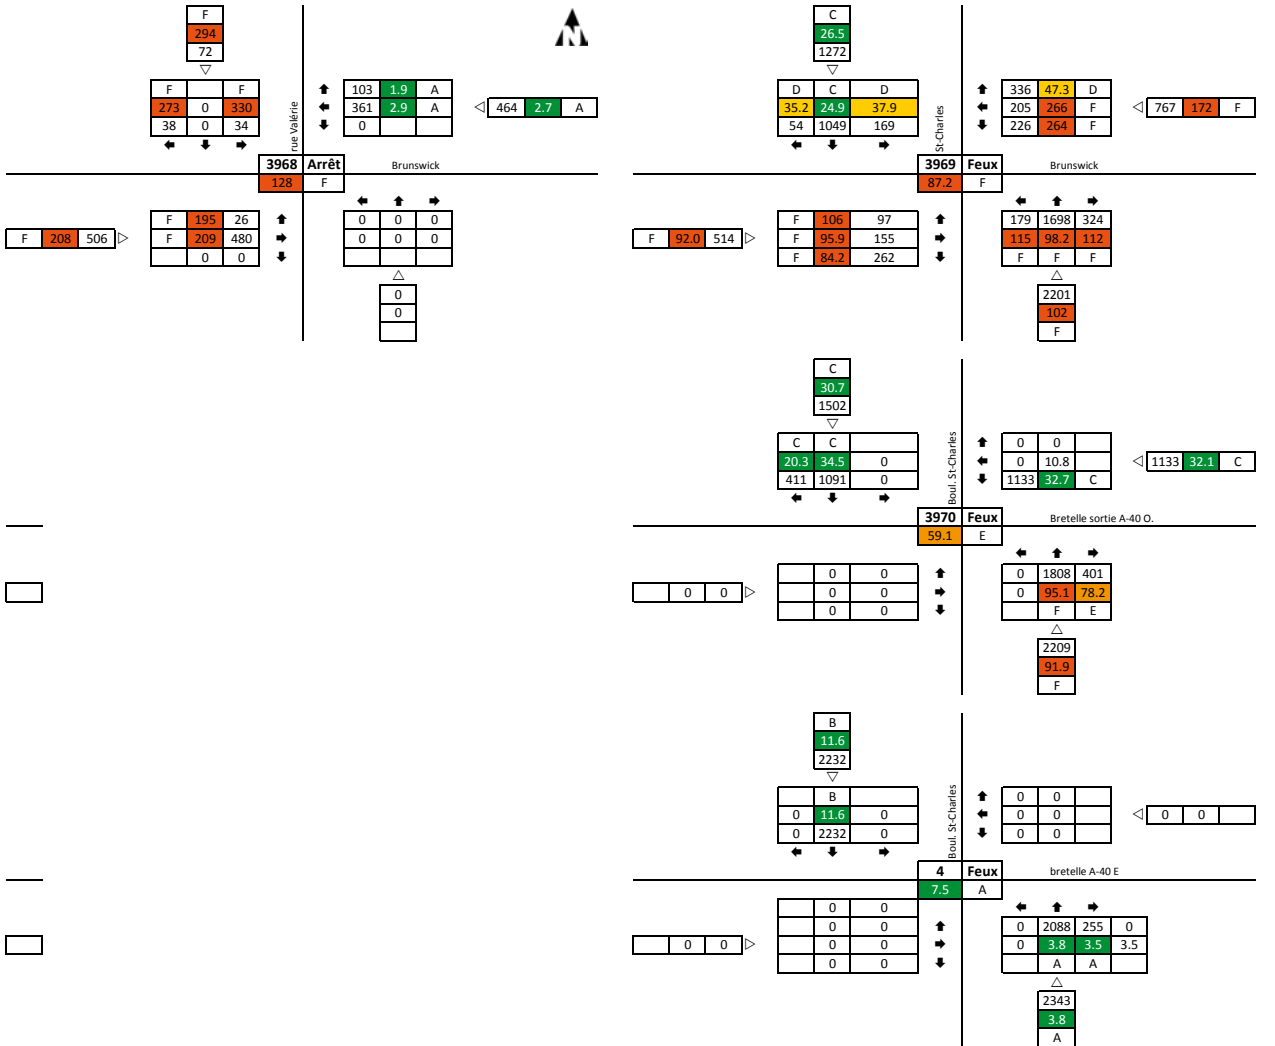 F
294
72
F F
273 0 330
38 0 34
rue Valérie
103 1.9 A
361 2.9 A
0
464 2.7 A
3968 Arrêt
128 F
Brunswick
F 208 506
F 195 26
F 209 480
0 0
0 0 0
0 0 0
0
0
N
C
26.5
1272
D C D
35.2 24.9 37.9
54 1049 169
St-Charles
336 47.3 D
205 266 F
226 264 F
767 172 F
3969 Feux
87.2 F
Brunswick
F 92.0 514
F 106 97
F 95.9 155
F 84.2 262
179 1698 324
115 98.2 112
F F F
2201
102
F
C
30.7
1502
C C
20.3 34.5 0
411 1091 0
Boul. St-Charles
0 0
0 10.8
1133 32.7 C
1133 32.1 C
3970 Feux
59.1 E
Bretelle sortie A-40 O.
0 0
0 0
0 0
0 0
0 1808 401
0 95.1 78.2
F E
2209
91.9
F
B
11.6
2232
B
0 11.6 0
0 2232 0
Boul. St-Charles
0 0
0 0
0 0
0 0
4 Feux
7.5 A
bretelle A-40 E
0 0
0 0
0 0
0 0
0 0
0 2088 255 0
0 3.8 3.5 3.5
A A
2343
3.8
A